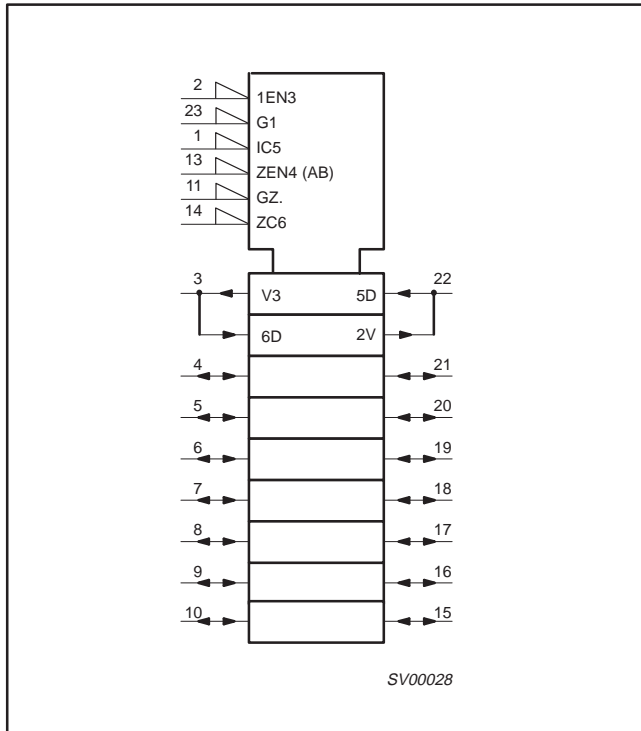 2 1EN3
23 G1
1 IC5
13 ZEN4 (AB)
11 GZ.
14 ZC6
3 V3 5D 22
6D 2V
4 21
5 20
6 19
7 18
8 17
9 16
10 15
SV00028